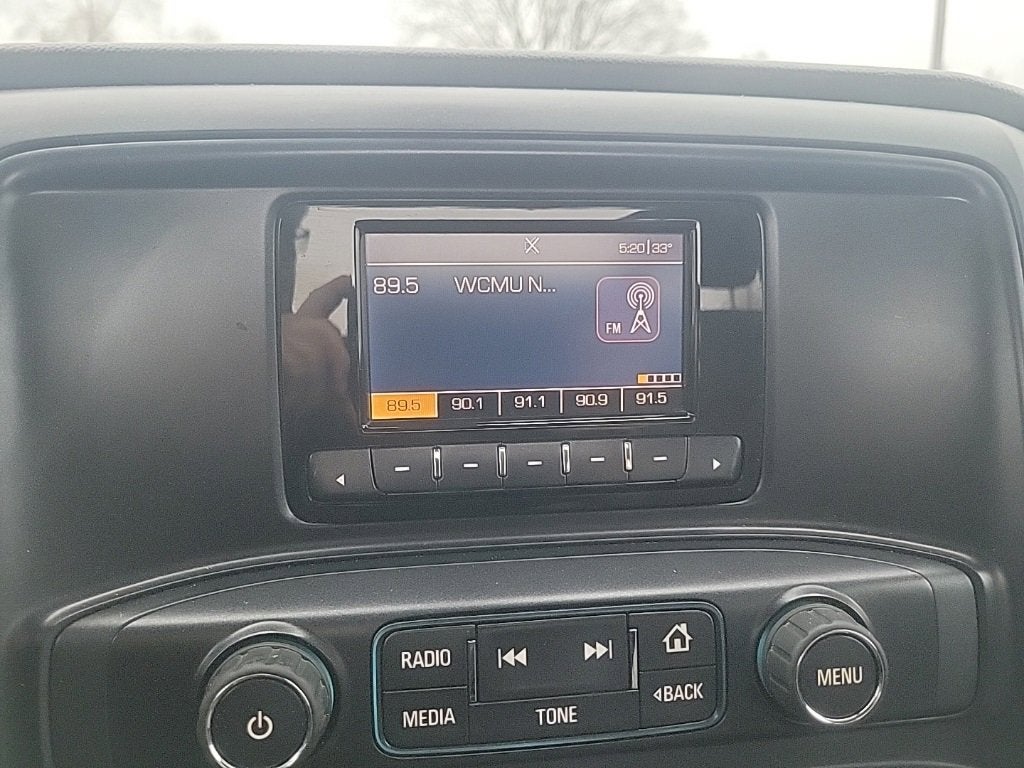 5:20|33°
89.5 WCMU N...
FM
89.5 90.1 91.1 90.9 91.5
RADIO
MEDIA
TONE
BACK
MENU